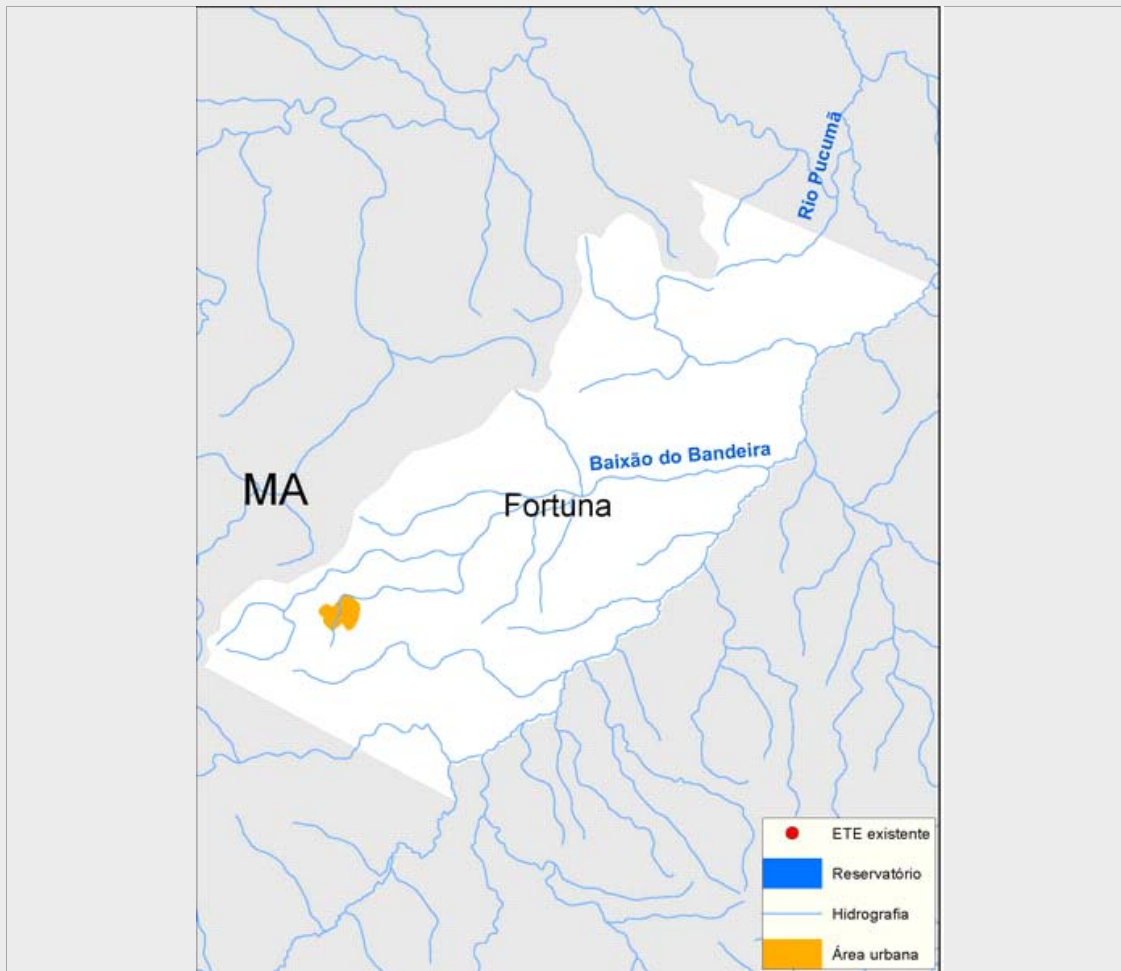 Rio Pucumã
Baixão do Bandeira
MA
Fortuna
ETE existente
Reservatório
Hidrografia
Área urbana